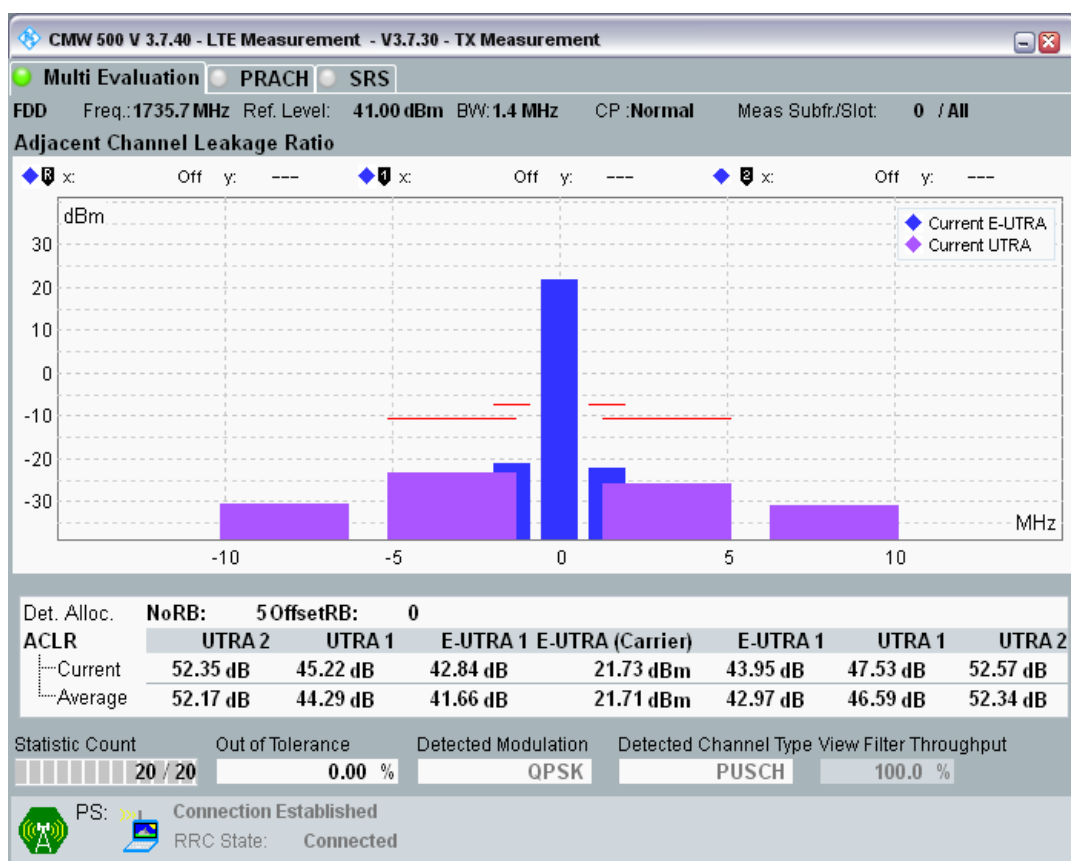 CMW 500 V 3.7.40 - LTE Measurement - V3.7.30 - TX Measurement
Multi Evaluation PRACH SRS
FDD Freq.: 1735.7 MHz Ref. Level: 41.00 dBm BW: 1.4 MHz CP :Normal Meas Subfr./Slot: 0 / All
Adjacent Channel Leakage Ratio
R x: Off y: --- 1 x: Off y: --- 2 x: Off y: ---
dBm
Current E-UTRA
Current UTRA
30
20
10
0
-10
-20
-30
MHz
-10 -5 0 5 10
Det. Alloc. NoRB: 5 OffsetRB: 0
ACLR UTRA 2 UTRA 1 E-UTRA 1 E-UTRA (Carrier) E-UTRA 1 UTRA 1 UTRA 2
Current 52.35 dB 45.22 dB 42.84 dB 21.73 dBm 43.95 dB 47.53 dB 52.57 dB
Average 52.17 dB 44.29 dB 41.66 dB 21.71 dBm 42.97 dB 46.59 dB 52.34 dB
Statistic Count Out of Tolerance Detected Modulation Detected Channel Type View Filter Throughput
20 / 20 0.00 % QPSK PUSCH 100.0 %
PS: Connection Established
RRC State: Connected